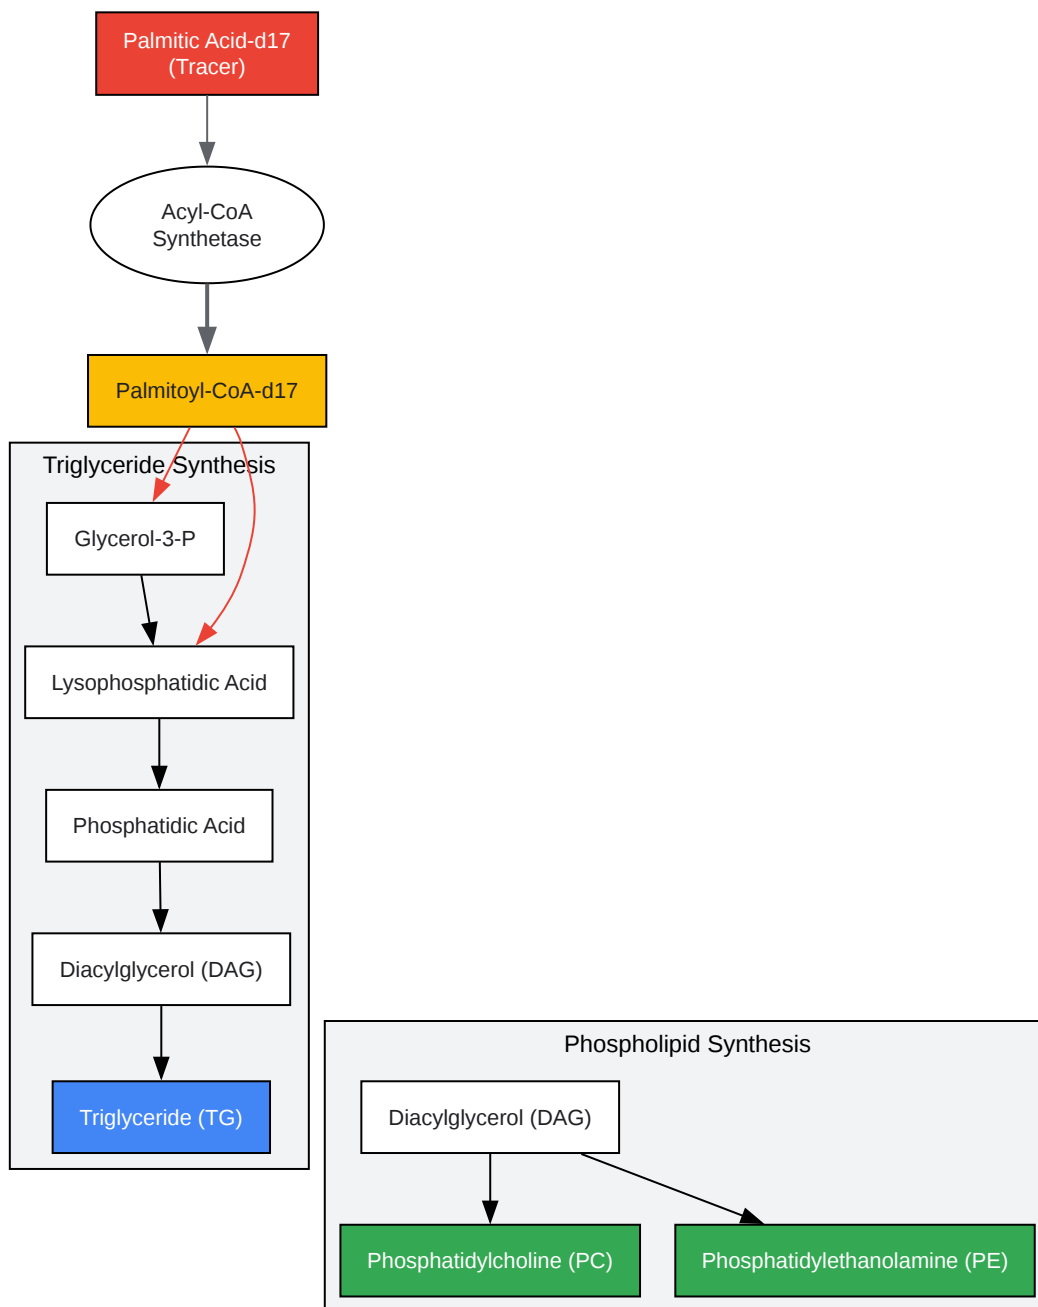 Palmitic Acid-d17
(Tracer)
Acyl-CoA
Synthetase
Palmitoyl-CoA-d17
Triglyceride Synthesis
Glycerol-3-P
Lysophosphatidic Acid
Phosphatidic Acid
Diacylglycerol (DAG)
Triglyceride (TG)
Phospholipid Synthesis
Diacylglycerol (DAG)
Phosphatidylcholine (PC)
Phosphatidylethanolamine (PE)